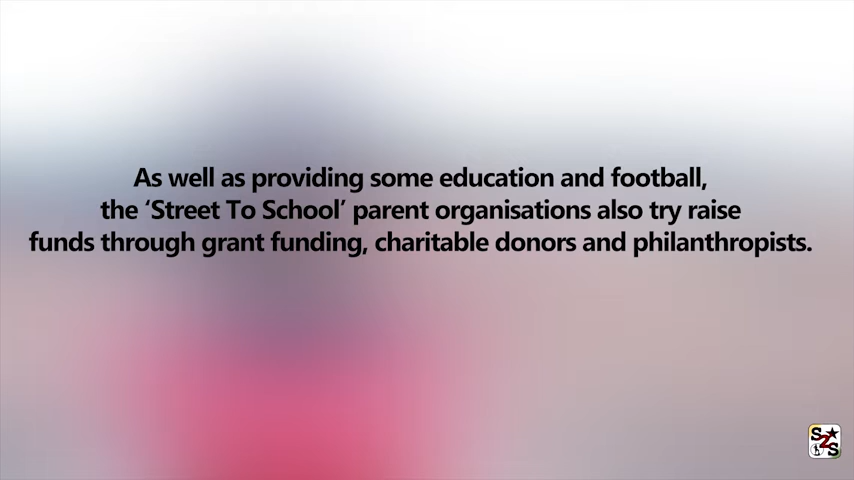 As well as providing some education and football,
the ‘Street To School’ parent organisations also try raise
funds through grant funding, charitable donors and philanthropists.
S2S